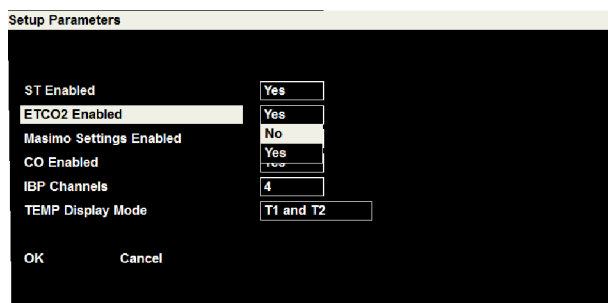 Setup Parameters
ST Enabled Yes
ETCO2 Enabled Yes
Masimo Settings Enabled No
Yes
CO Enabled Yes
IBP Channels 4
TEMP Display Mode T1 and T2
OK Cancel